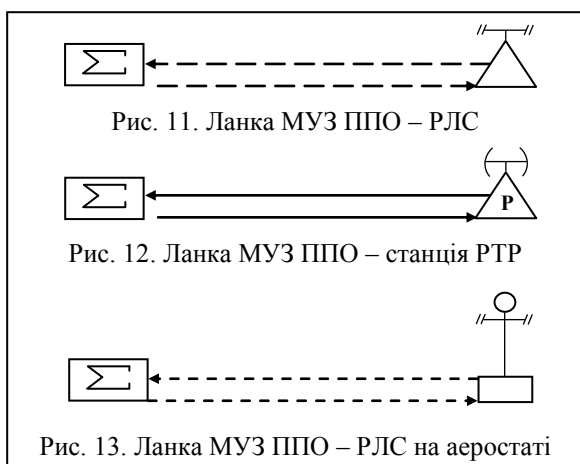 Σ
Рис. 11. Ланка МУЗ ППО – РЛС
Σ
Р
Рис. 12. Ланка МУЗ ППО – станція РТР
Σ
Рис. 13. Ланка МУЗ ППО – РЛС на аеростаті